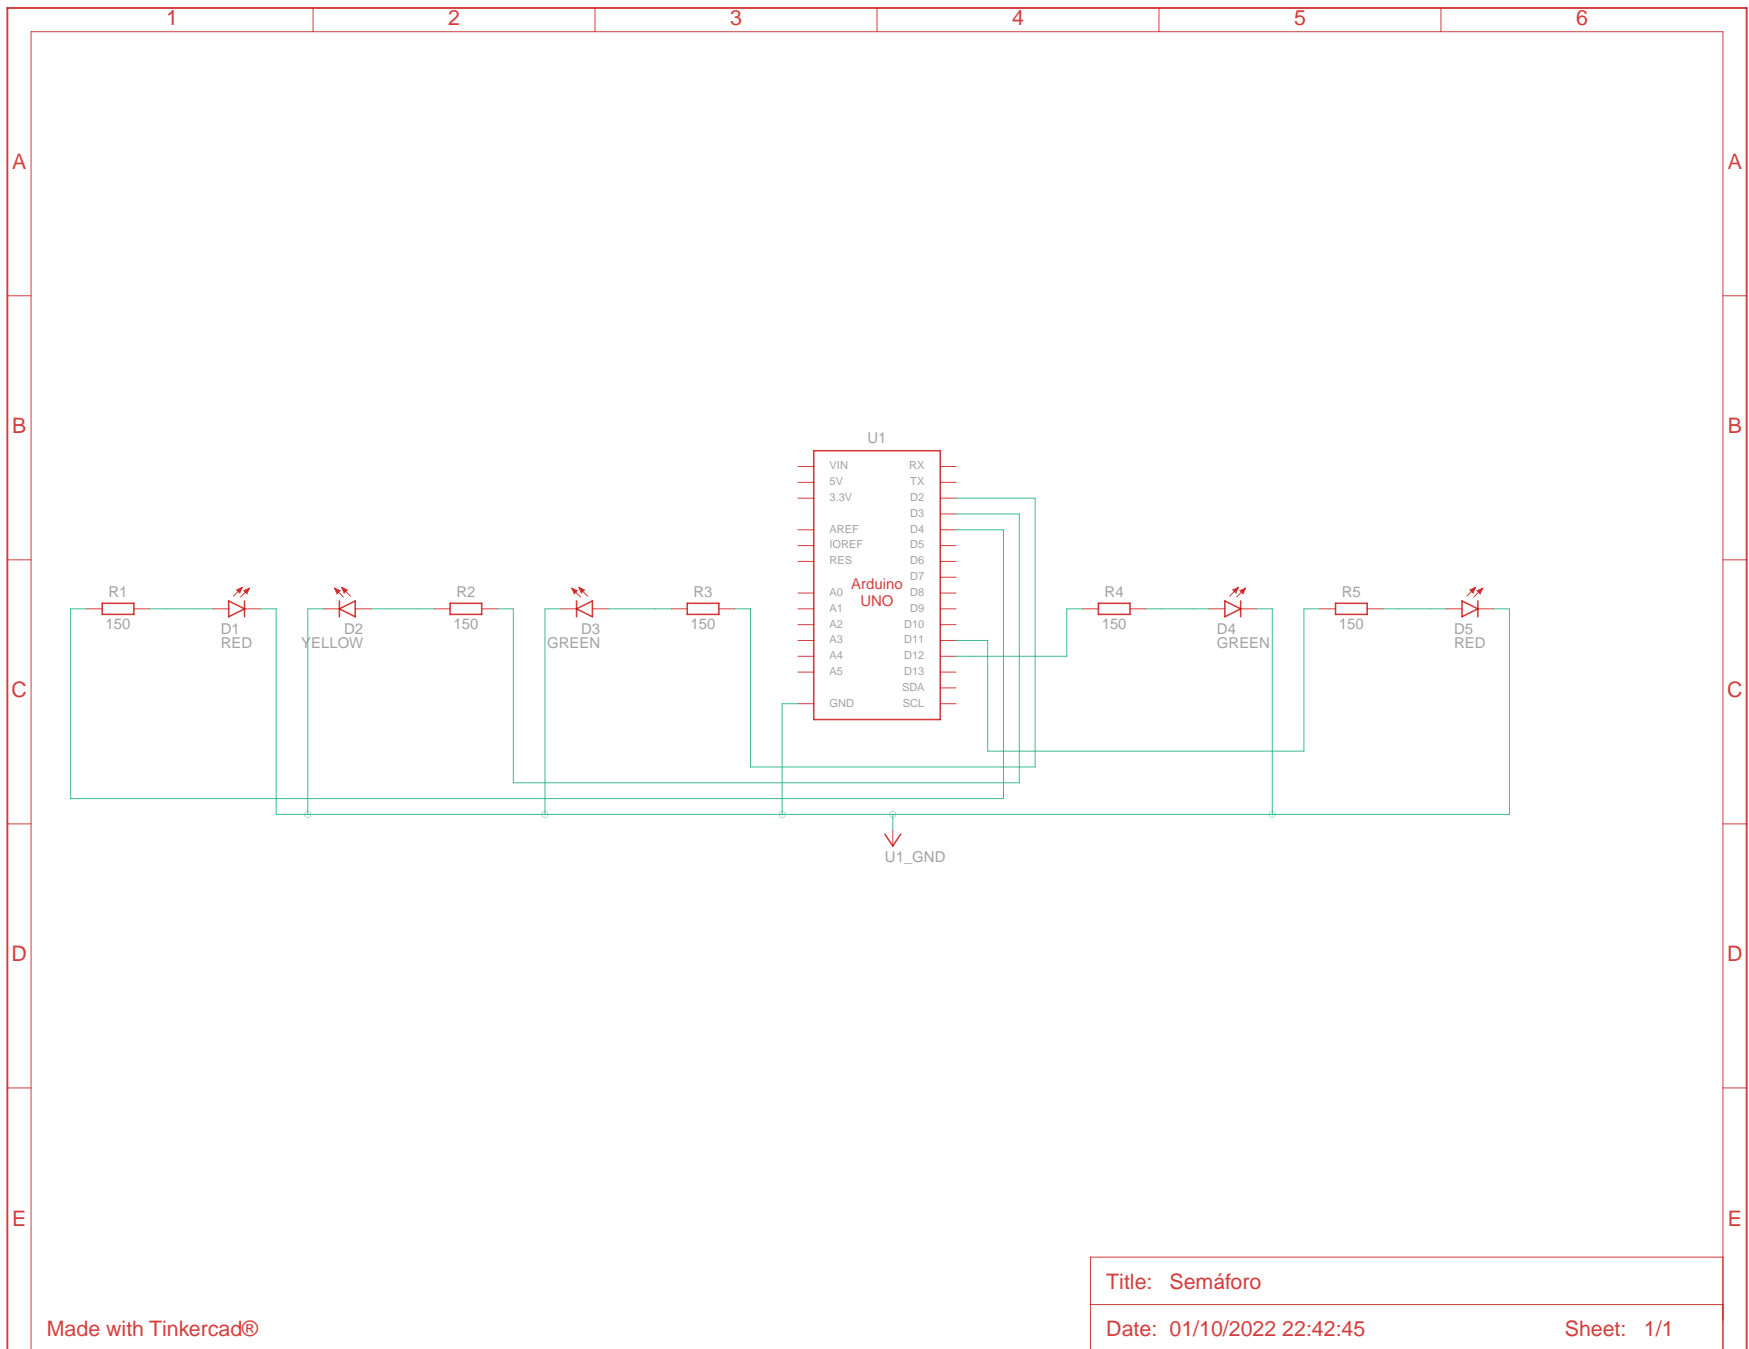 1 2 3 4 5 6
A A
B B
U1
VIN RX
5V TX
3.3V D2
D3
AREF D4
IOREF D5
RES D6
D7
Arduino
UNO
A0 D8
A1 D9
A2 D10
A3 D11
A4 D12
A5 D13
SDA
GND SCL
R1
150
D1
RED
D2
YELLOW
R2
150
D3
GREEN
R3
150
R4
150
D4
GREEN
R5
150
D5
RED
C C
U1_GND
D D
E E
Title: Semáforo
Made with Tinkercad®
Date: 01/10/2022 22:42:45 Sheet: 1/1